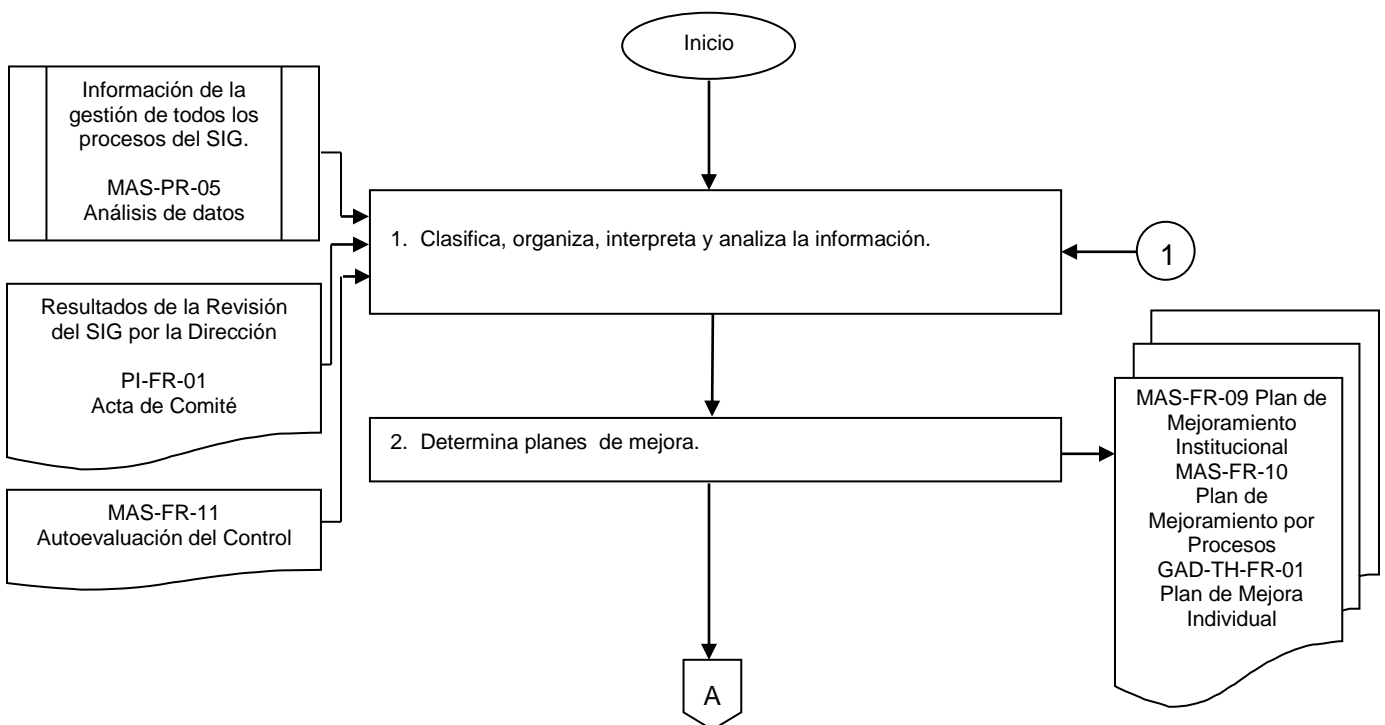 Inicio
Información de la
gestión de todos los
procesos del SIG.
MAS-PR-05
Análisis de datos
1. Clasifica, organiza, interpreta y analiza la información.
1
Resultados de la Revisión
del SIG por la Dirección
PI-FR-01
Acta de Comité
2. Determina planes de mejora.
MAS-FR-09 Plan de
Mejoramiento
Institucional
MAS-FR-10
Plan de
Mejoramiento por
Procesos
GAD-TH-FR-01
Plan de Mejora
Individual
MAS-FR-11
Autoevaluación del Control
A